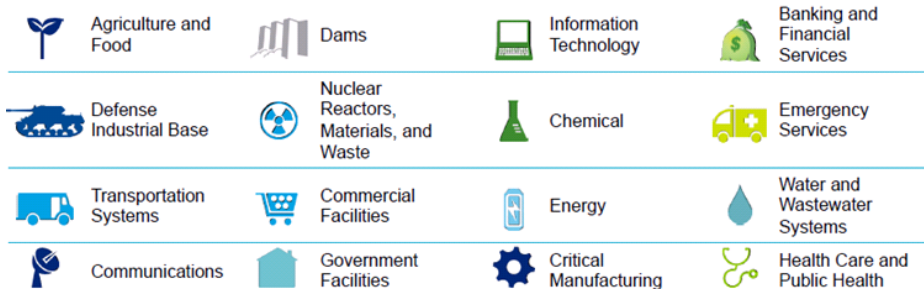 Agriculture and
Food
Dams
Information
Technology
Banking and
Financial
Services
$
Defense
Industrial Base
Nuclear
Reactors,
Materials, and
Waste
Chemical
Emergency
Services
Transportation
Systems
Commercial
Facilities
Energy
Water and
Wastewater
Systems
Communications
Government
Facilities
Critical
Manufacturing
Health Care and
Public Health